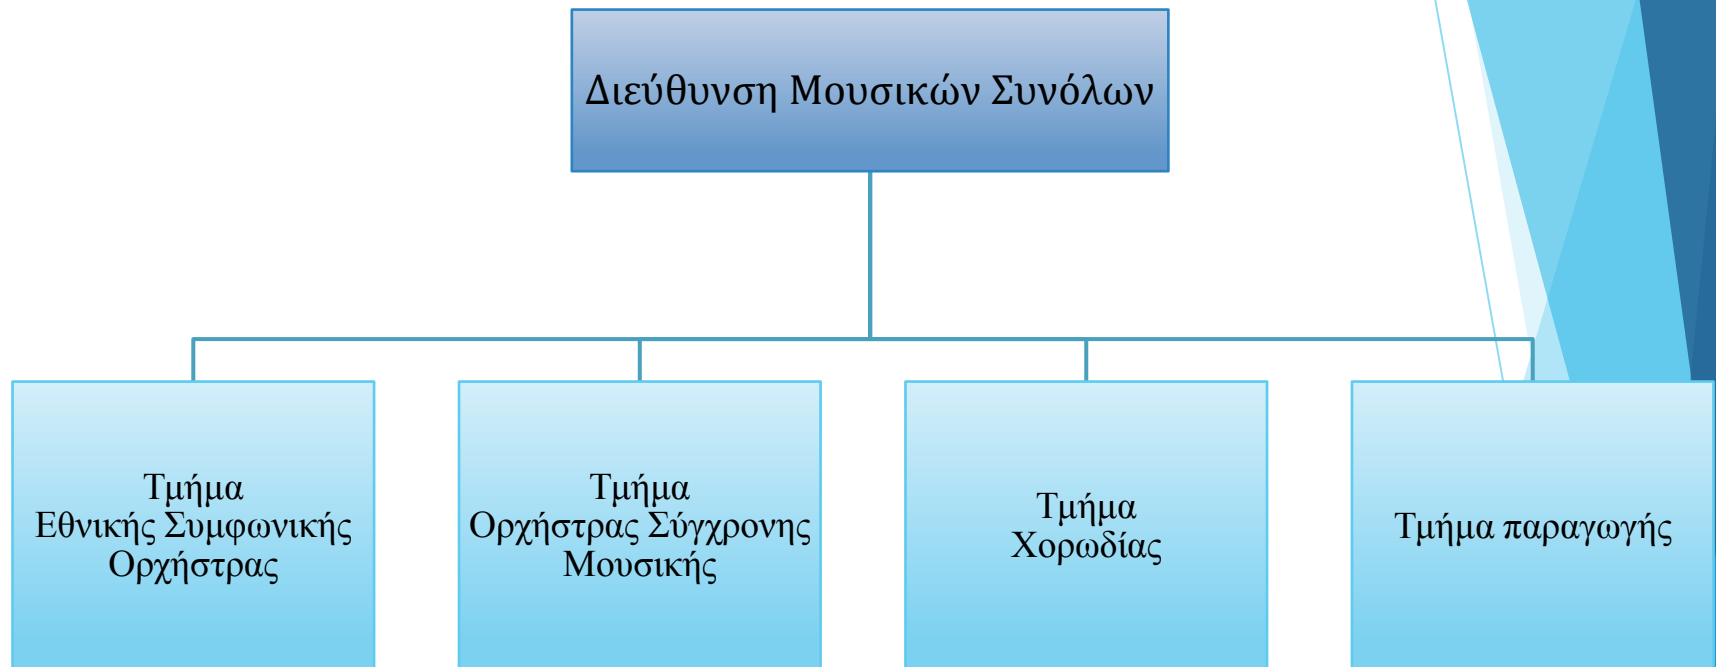 Διεύθυνση Μουσικών Συνόλων
Τμήμα
Εθνικής Συμφωνικής
Ορχήστρας
Τμήμα
Ορχήστρας Σύγχρονης
Μουσικής
Τμήμα
Χορωδίας
Τμήμα παραγωγής